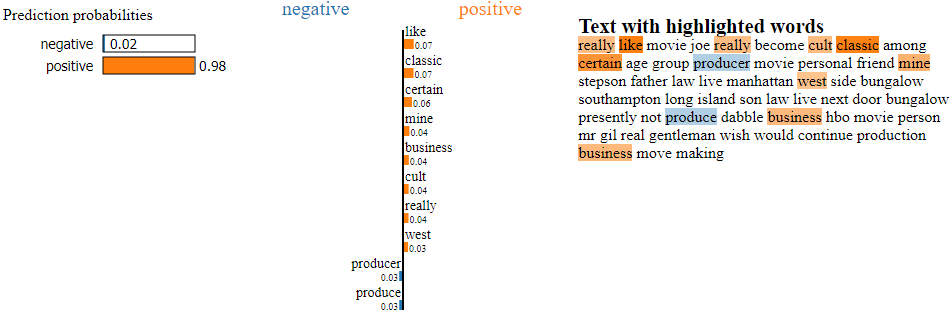 Prediction probabilities
negative 0.02
positive 0.98
negative positive
like
0.07
classic
0.07
certain
0.06
mine
0.04
business
0.04
cult
0.04
really
0.04
west
0.03
producer
0.03
produce
0.03
Text with highlighted words
really like movie joe really become cult classic among
certain age group producer movie personal friend mine
stepson father law live manhattan west side bungalow
southampton long island son law live next door bungalow
presently not produce dabble business hbo movie person
mr gil real gentleman wish would continue production
business move making